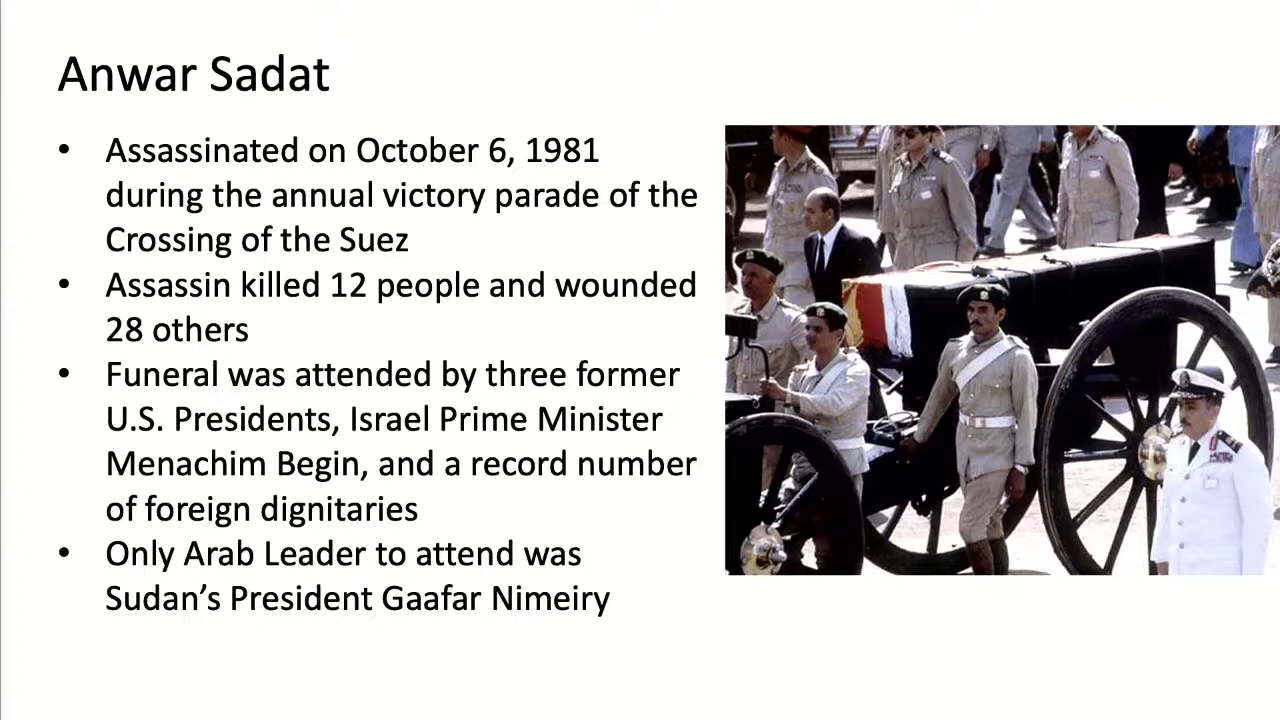 Anwar Sadat
• Assassinated on October 6, 1981
during the annual victory parade of the
Crossing of the Suez
• Assassin killed 12 people and wounded
28 others
• Funeral was attended by three former
U.S. Presidents, Israel Prime Minister
Menachim Begin, and a record number
of foreign dignitaries
• Only Arab Leader to attend was
Sudan’s President Gaafar Nimeiry